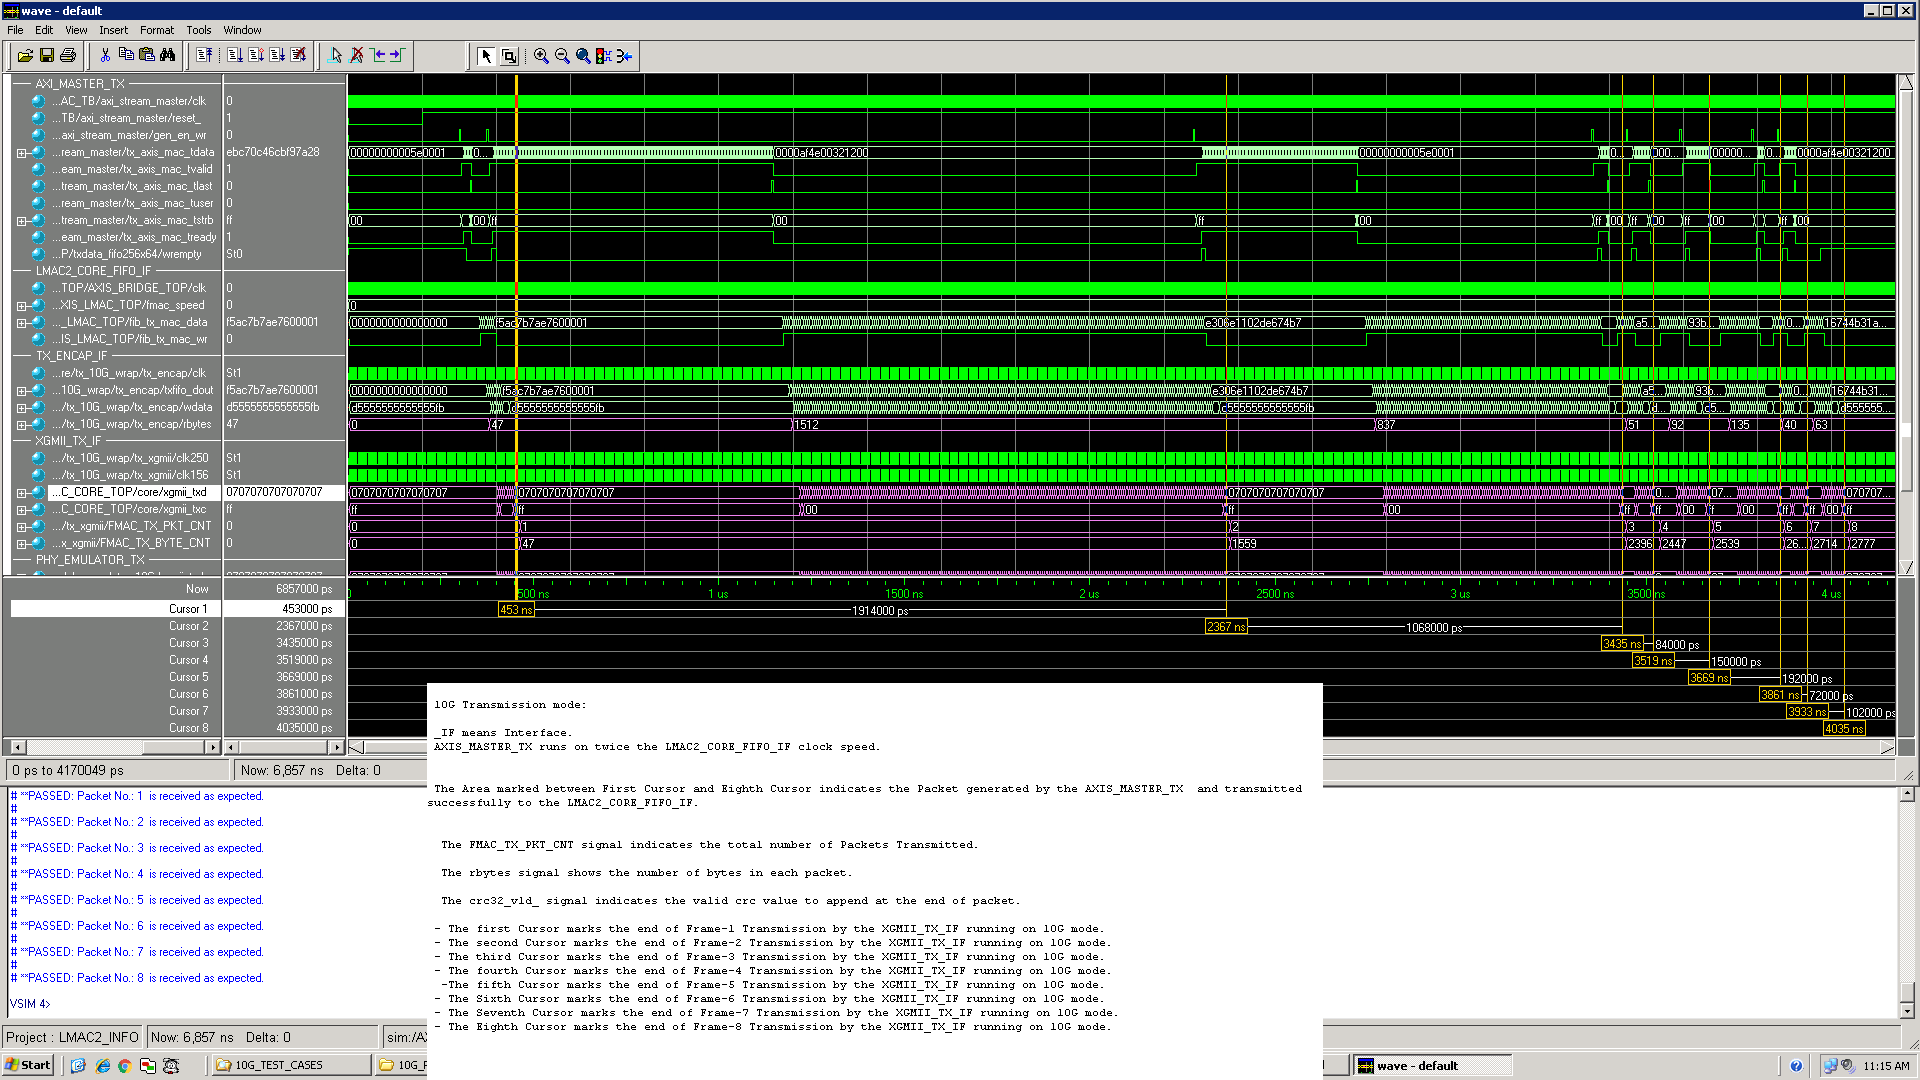 wave - default
File Edit View Insert Format Tools Window
AXI_MASTER_TX
...AC_TB/axi_stream_master/clk 0
...TB/axi_stream_master/reset_ 1
...axi_stream_master/gen_en_wr 0
...ream_master/tx_axis_mac_tdata ebc70c46cbf97a28 00000000005e0001 0... 0000af4e00321200 00000000005e0001 0... 000... 00000... 0... 0000af4e00321200
...eam_master/tx_axis_mac_tvalid 1
...tream_master/tx_axis_mac_tlast 0
...ream_master/tx_axis_mac_tuser 0
...tream_master/tx_axis_mac_tstrb ff 00 00 ff 00 ff 00 ff 00 ff 00 ff 00 ff 00
...eam_master/tx_axis_mac_tready 1
...P/txdata_fifo256x64/wrempty St0
LMAC2_CORE_FIFO_IF
...TOP/AXIS_BRIDGE_TOP/clk 0
...XIS_LMAC_TOP/fmac_speed 0 0
..._LMAC_TOP/fib_tx_mac_data f5ac7b7ae7600001 0000000000000000 f5ac7b7ae7600001 e306e1102de674b7 a5... 93b... 0... 16744b31a...
...IS_LMAC_TOP/fib_tx_mac_wr 0
TX_ENCAP_IF
...re/tx_10G_wrap/tx_encap/clk St1
...10G_wrap/tx_encap/txfifo_dout f5ac7b7ae7600001 0000000000000000 f5ac7b7ae7600001 e306e1102de674b7 a5... 93b... 0... 16744b31...
.../tx_10G_wrap/tx_encap/wdata d5555555555555fb d5555555555555fb d5555555555555fb d5555555555555fb d... c5... d555555...
.../tx_10G_wrap/tx_encap/rbytes 47 0 47 1512 837 51 92 135 40 63
XGMII_TX_IF
.../tx_10G_wrap/tx_xgmii/clk250 St1
.../tx_10G_wrap/tx_xgmii/clk156 St1
...C_CORE_TOP/core/xgmii_txd 0707070707070707 0707070707070707 0707070707070707 0707070707070707 0... 07... 070707...
...C_CORE_TOP/core/xgmii_txc ff ff ff 00 ff 00 ff ff 00 f 00 ff ff 00 ff
.../tx_xgmii/FMAC_TX_PKT_CNT 0 0 1 2 3 4 5 6 7 8
...x_xgmii/FMAC_TX_BYTE_CNT 0 0 47 1559 2396 2447 2539 26... 2714 2777
PHY_EMULATOR_TX
Now 6857000 ps 500 ns 1 us 1500 ns 2 us 2500 ns 3 us 3500 ns 4 us
Cursor 1 453000 ps 453 ns 1914000 ps
Cursor 2 2367000 ps 2367 ns 1068000 ps
Cursor 3 3435000 ps 3435 ns 84000 ps
Cursor 4 3519000 ps 3519 ns 150000 ps
Cursor 5 3669000 ps 3669 ns 192000 ps
Cursor 6 3861000 ps 3861 ns 72000 ps
Cursor 7 3933000 ps 3933 ns 102000 ps
Cursor 8 4035000 ps 4035 ns
0 ps to 4170049 ps Now: 6,857 ns Delta: 0
# **PASSED: Packet No.: 1 is received as expected.
#
# **PASSED: Packet No.: 2 is received as expected.
#
# **PASSED: Packet No.: 3 is received as expected.
#
# **PASSED: Packet No.: 4 is received as expected.
#
# **PASSED: Packet No.: 5 is received as expected.
#
# **PASSED: Packet No.: 6 is received as expected.
#
# **PASSED: Packet No.: 7 is received as expected.
#
# **PASSED: Packet No.: 8 is received as expected.
VSIM 4>
10G Transmission mode:
_IF means Interface.
AXIS_MASTER_TX runs on twice the LMAC2_CORE_FIFO_IF clock speed.
The Area marked between First Cursor and Eighth Cursor indicates the Packet generated by the AXIS_MASTER_TX and transmitted
successfully to the LMAC2_CORE_FIFO_IF.
The FMAC_TX_PKT_CNT signal indicates the total number of Packets Transmitted.
The rbytes signal shows the number of bytes in each packet.
The crc32_vld_ signal indicates the valid crc value to append at the end of packet.
- The first Cursor marks the end of Frame-1 Transmission by the XGMII_TX_IF running on 10G mode.
- The second Cursor marks the end of Frame-2 Transmission by the XGMII_TX_IF running on 10G mode.
- The third Cursor marks the end of Frame-3 Transmission by the XGMII_TX_IF running on 10G mode.
- The fourth Cursor marks the end of Frame-4 Transmission by the XGMII_TX_IF running on 10G mode.
-The fifth Cursor marks the end of Frame-5 Transmission by the XGMII_TX_IF running on 10G mode.
- The Sixth Cursor marks the end of Frame-6 Transmission by the XGMII_TX_IF running on 10G mode.
- The Seventh Cursor marks the end of Frame-7 Transmission by the XGMII_TX_IF running on 10G mode.
- The Eighth Cursor marks the end of Frame-8 Transmission by the XGMII_TX_IF running on 10G mode.
Project : LMAC2_INFO Now: 6,857 ns Delta: 0 sim:/A
Start 10G_TEST_CASES 10G_F wave - default 11:15 AM